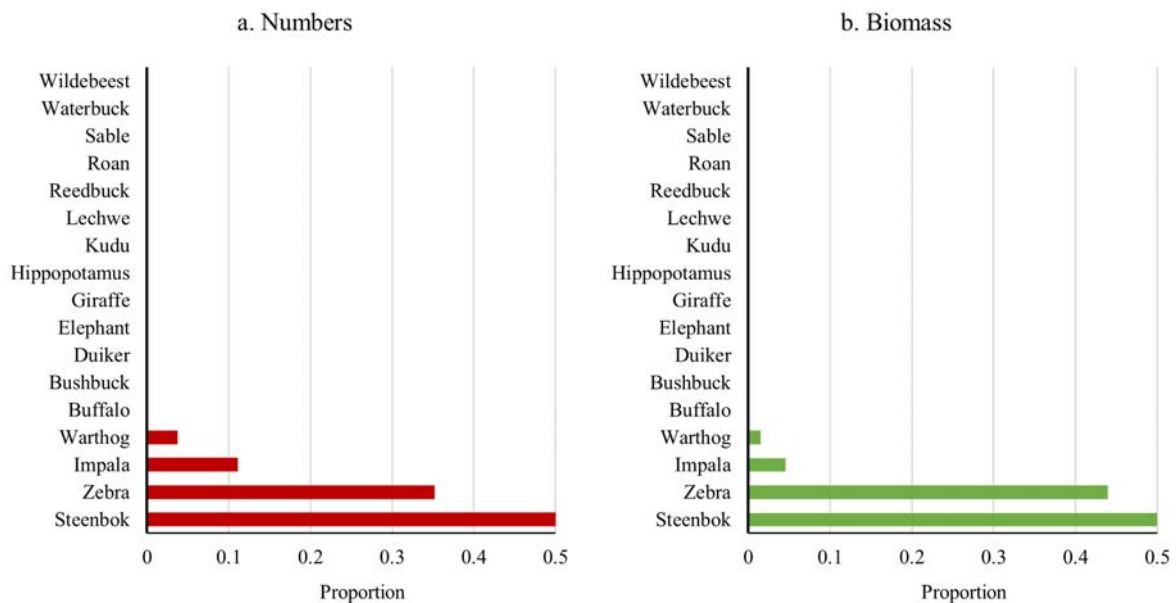 a. Numbers
Wildebeest
Waterbuck
Sable
Roan
Reedbuck
Lechwe
Kudu
Hippopotamus
Giraffe
Elephant
Duiker
Bushbuck
Buffalo
Warthog
Impala
Zebra
Steenbok
0 0.1 0.2 0.3 0.4 0.5
Proportion
b. Biomass
Wildebeest
Waterbuck
Sable
Roan
Reedbuck
Lechwe
Kudu
Hippopotamus
Giraffe
Elephant
Duiker
Bushbuck
Buffalo
Warthog
Impala
Zebra
Steenbok
0 0.1 0.2 0.3 0.4 0.5
Proportion